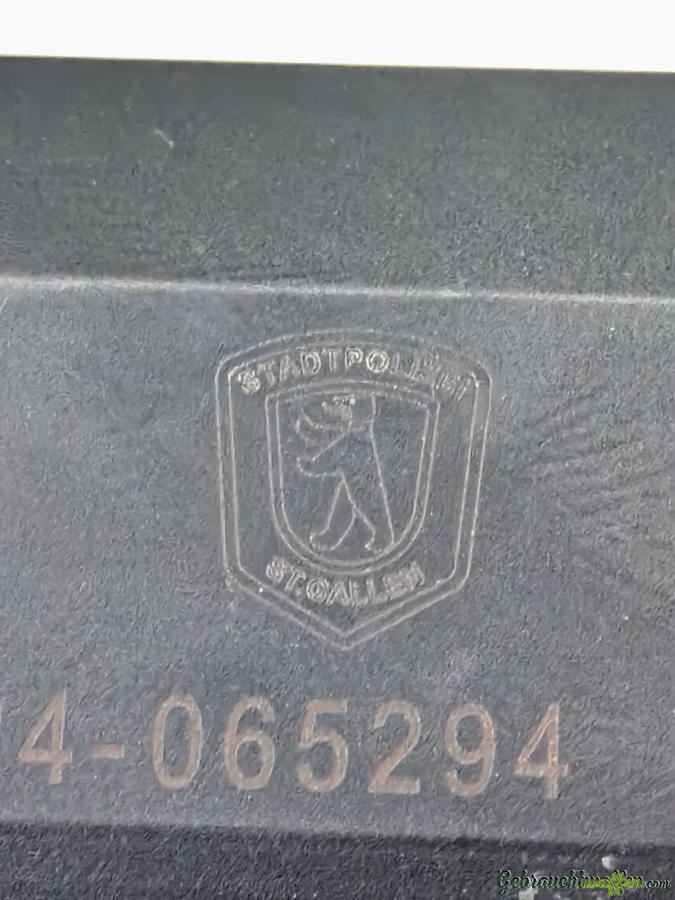 STADTPOLIZEI
ST.GALLEN
4-065294
Gebrauchtwaffen.com